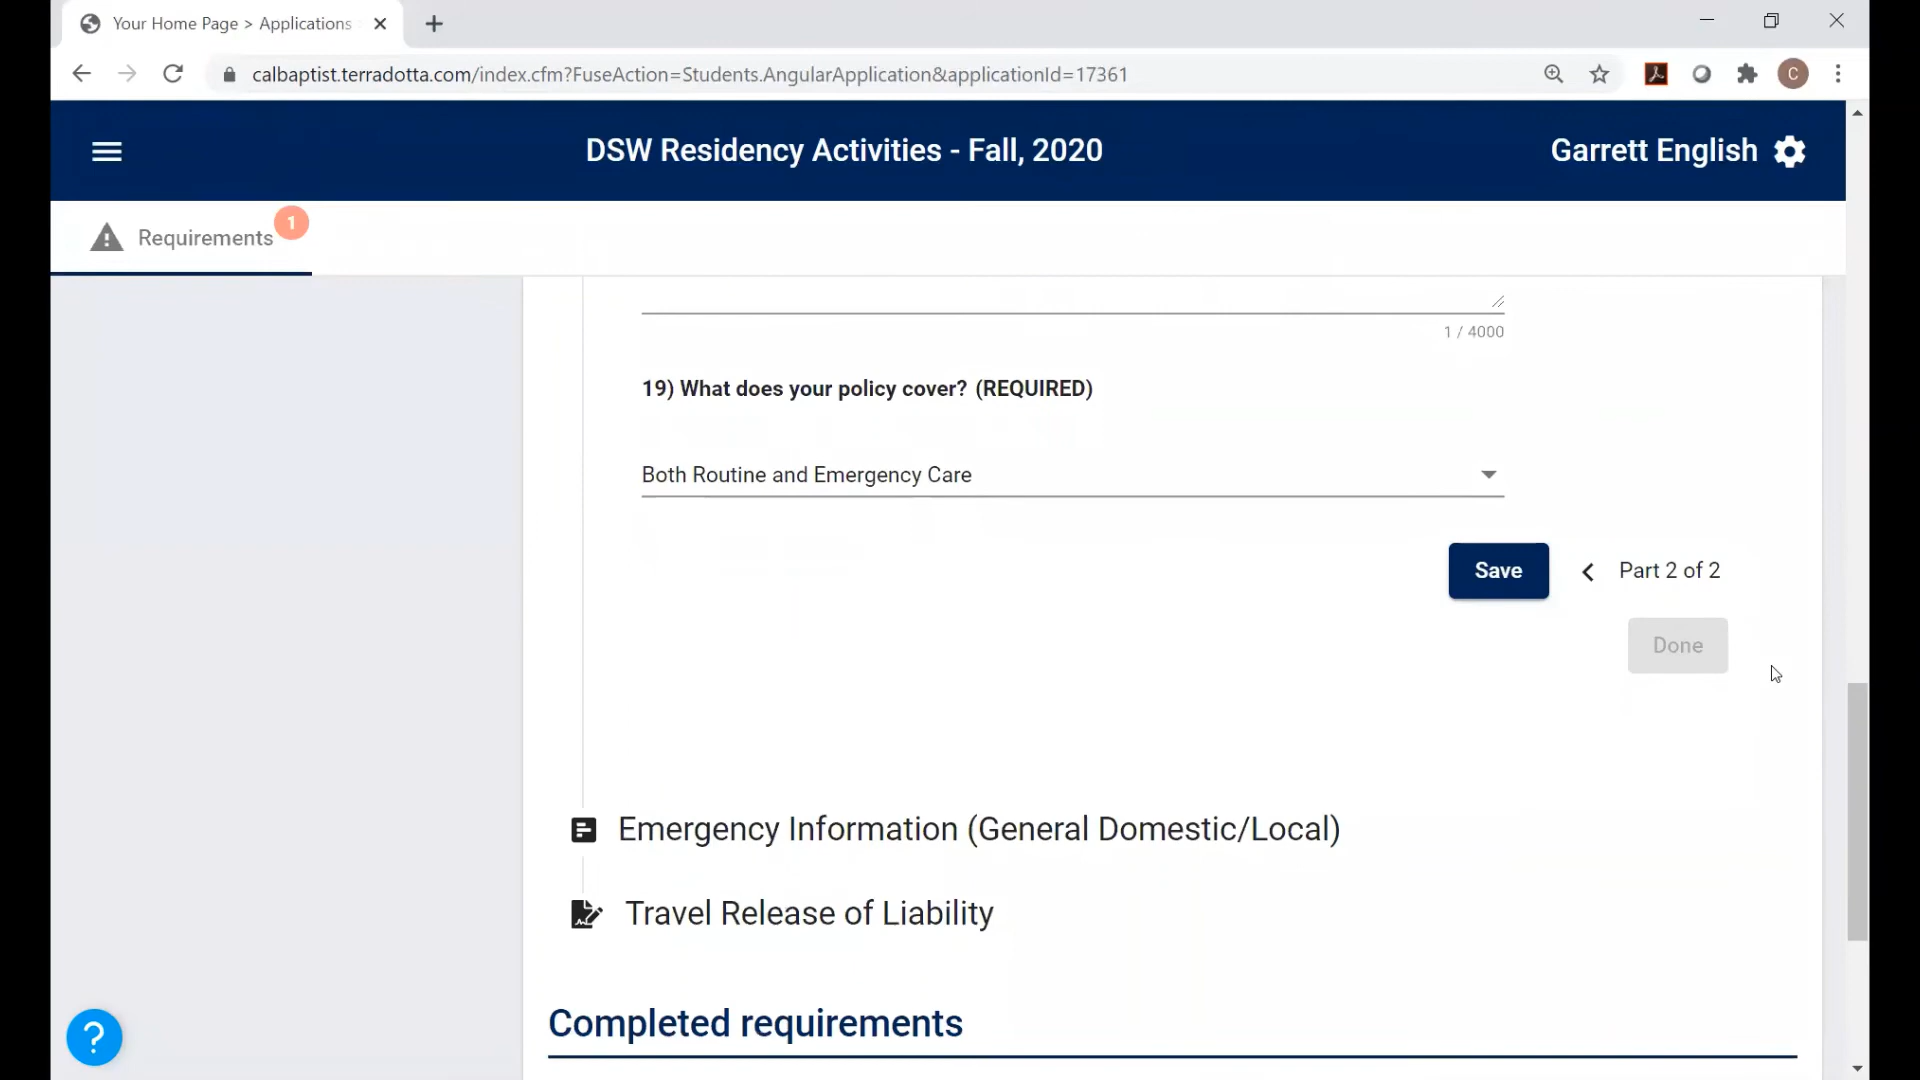 Your Home Page > Applications
calbaptist.terradotta.com/index.cfm?FuseAction=Students.AngularApplication&applicationId=17361
C
DSW Residency Activities - Fall, 2020
Garrett English
Requirements
1
1 / 4000
19) What does your policy cover? (REQUIRED)
Both Routine and Emergency Care
Save
Part 2 of 2
Done
Emergency Information (General Domestic/Local)
Travel Release of Liability
Completed requirements
?